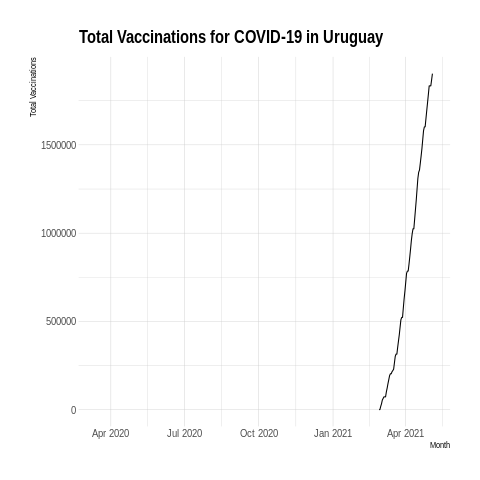 Total Vaccinations for COVID-19 in Uruguay
Total Vaccinations
1500000
1000000
500000
0
Apr 2020 Jul 2020 Oct 2020 Jan 2021 Apr 2021
Month